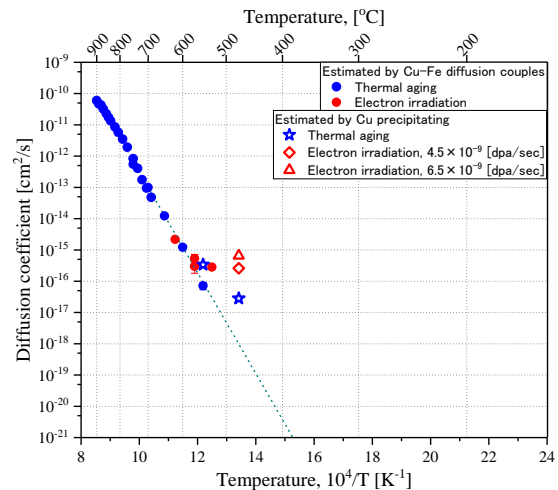 Temperature, [°C]
900 800 700 600 500 400 300 200
10⁻⁹
10⁻¹⁰
10⁻¹¹
10⁻¹²
10⁻¹³
10⁻¹⁴
10⁻¹⁵
10⁻¹⁶
10⁻¹⁷
10⁻¹⁸
10⁻¹⁹
10⁻²⁰
10⁻²¹
Diffusion coefficient [cm²/s]
Estimated by Cu-Fe diffusion couples
Thermal aging
Electron irradiation
Estimated by Cu precipitating
Thermal aging
Electron irradiation, 4.5×10⁻⁹ [dpa/sec]
Electron irradiation, 6.5×10⁻⁹ [dpa/sec]
8 10 12 14 16 18 20 22 24
Temperature, 10⁴/T [K⁻¹]